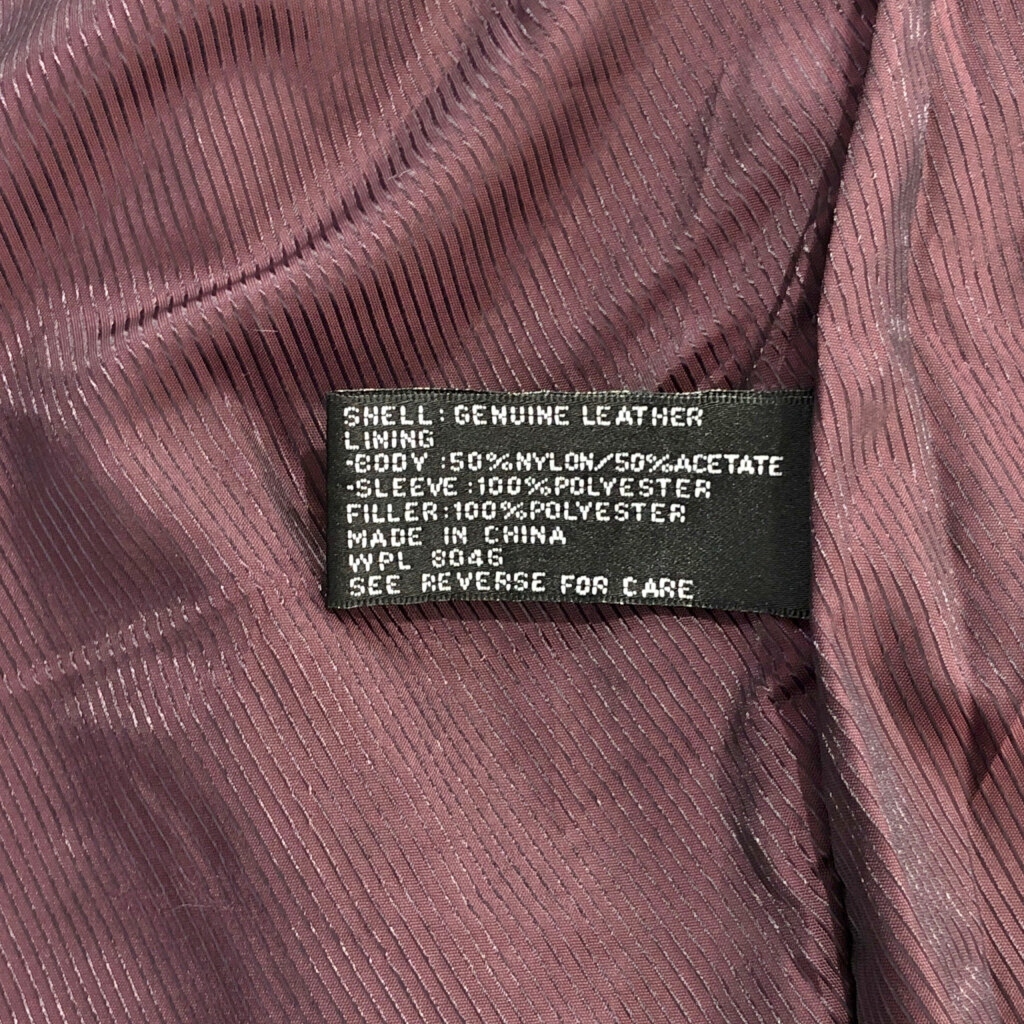 SHELL: GENUINE LEATHER
LINING
·BODY :50%NYLON/50%ACETATE
·SLEEVE:100%POLYESTER
FILLER:100%POLYESTER
MADE IN CHINA
WPL 8046
SEE REVERSE FOR CARE